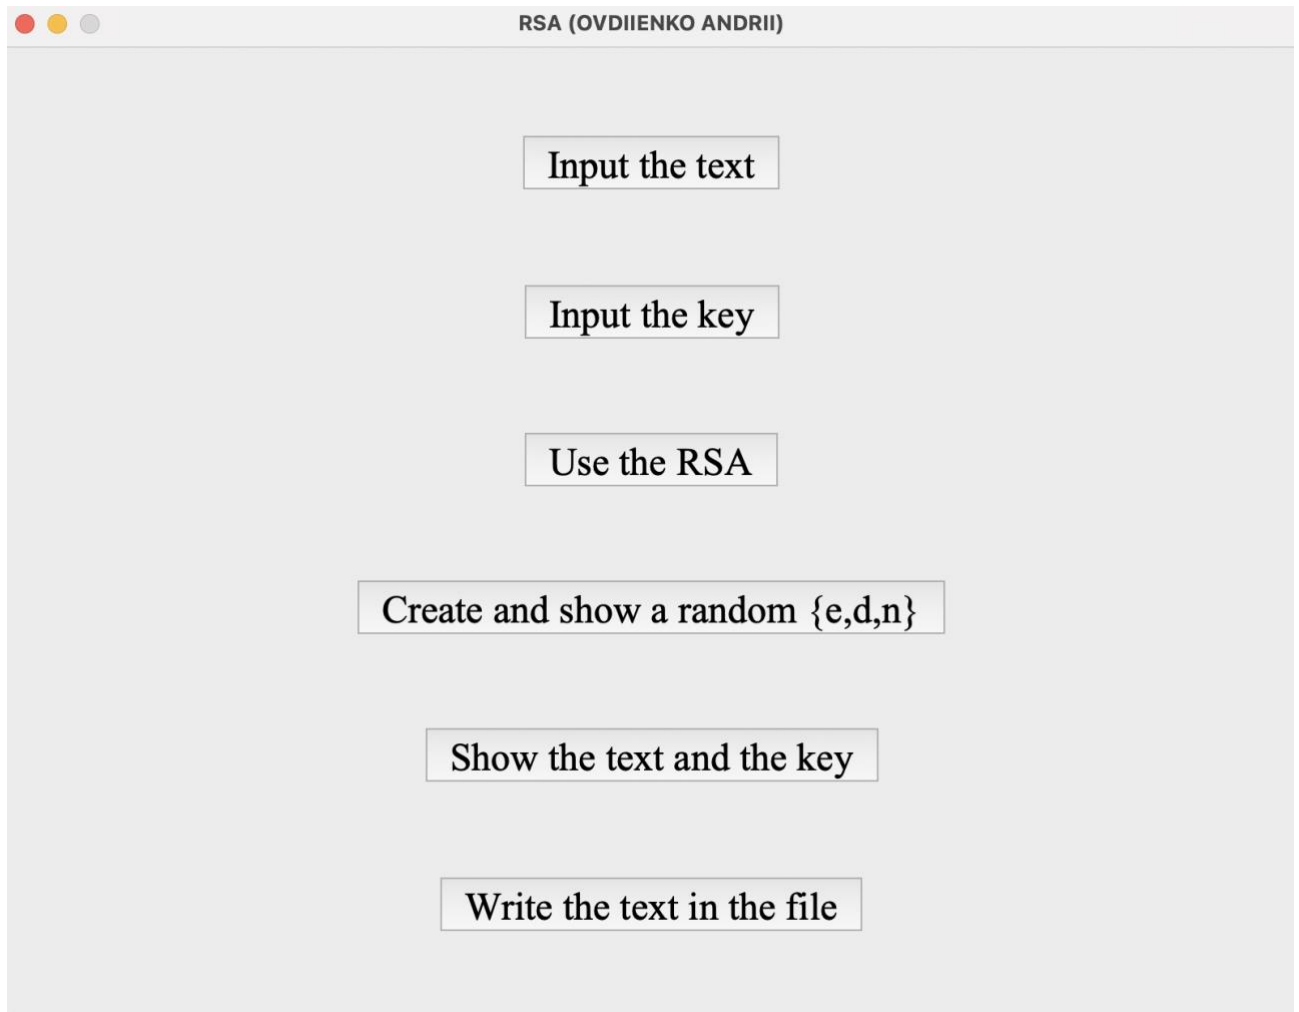 RSA (OVDIIENKO ANDRII)
Input the text
Input the key
Use the RSA
Create and show a random {e,d,n}
Show the text and the key
Write the text in the file